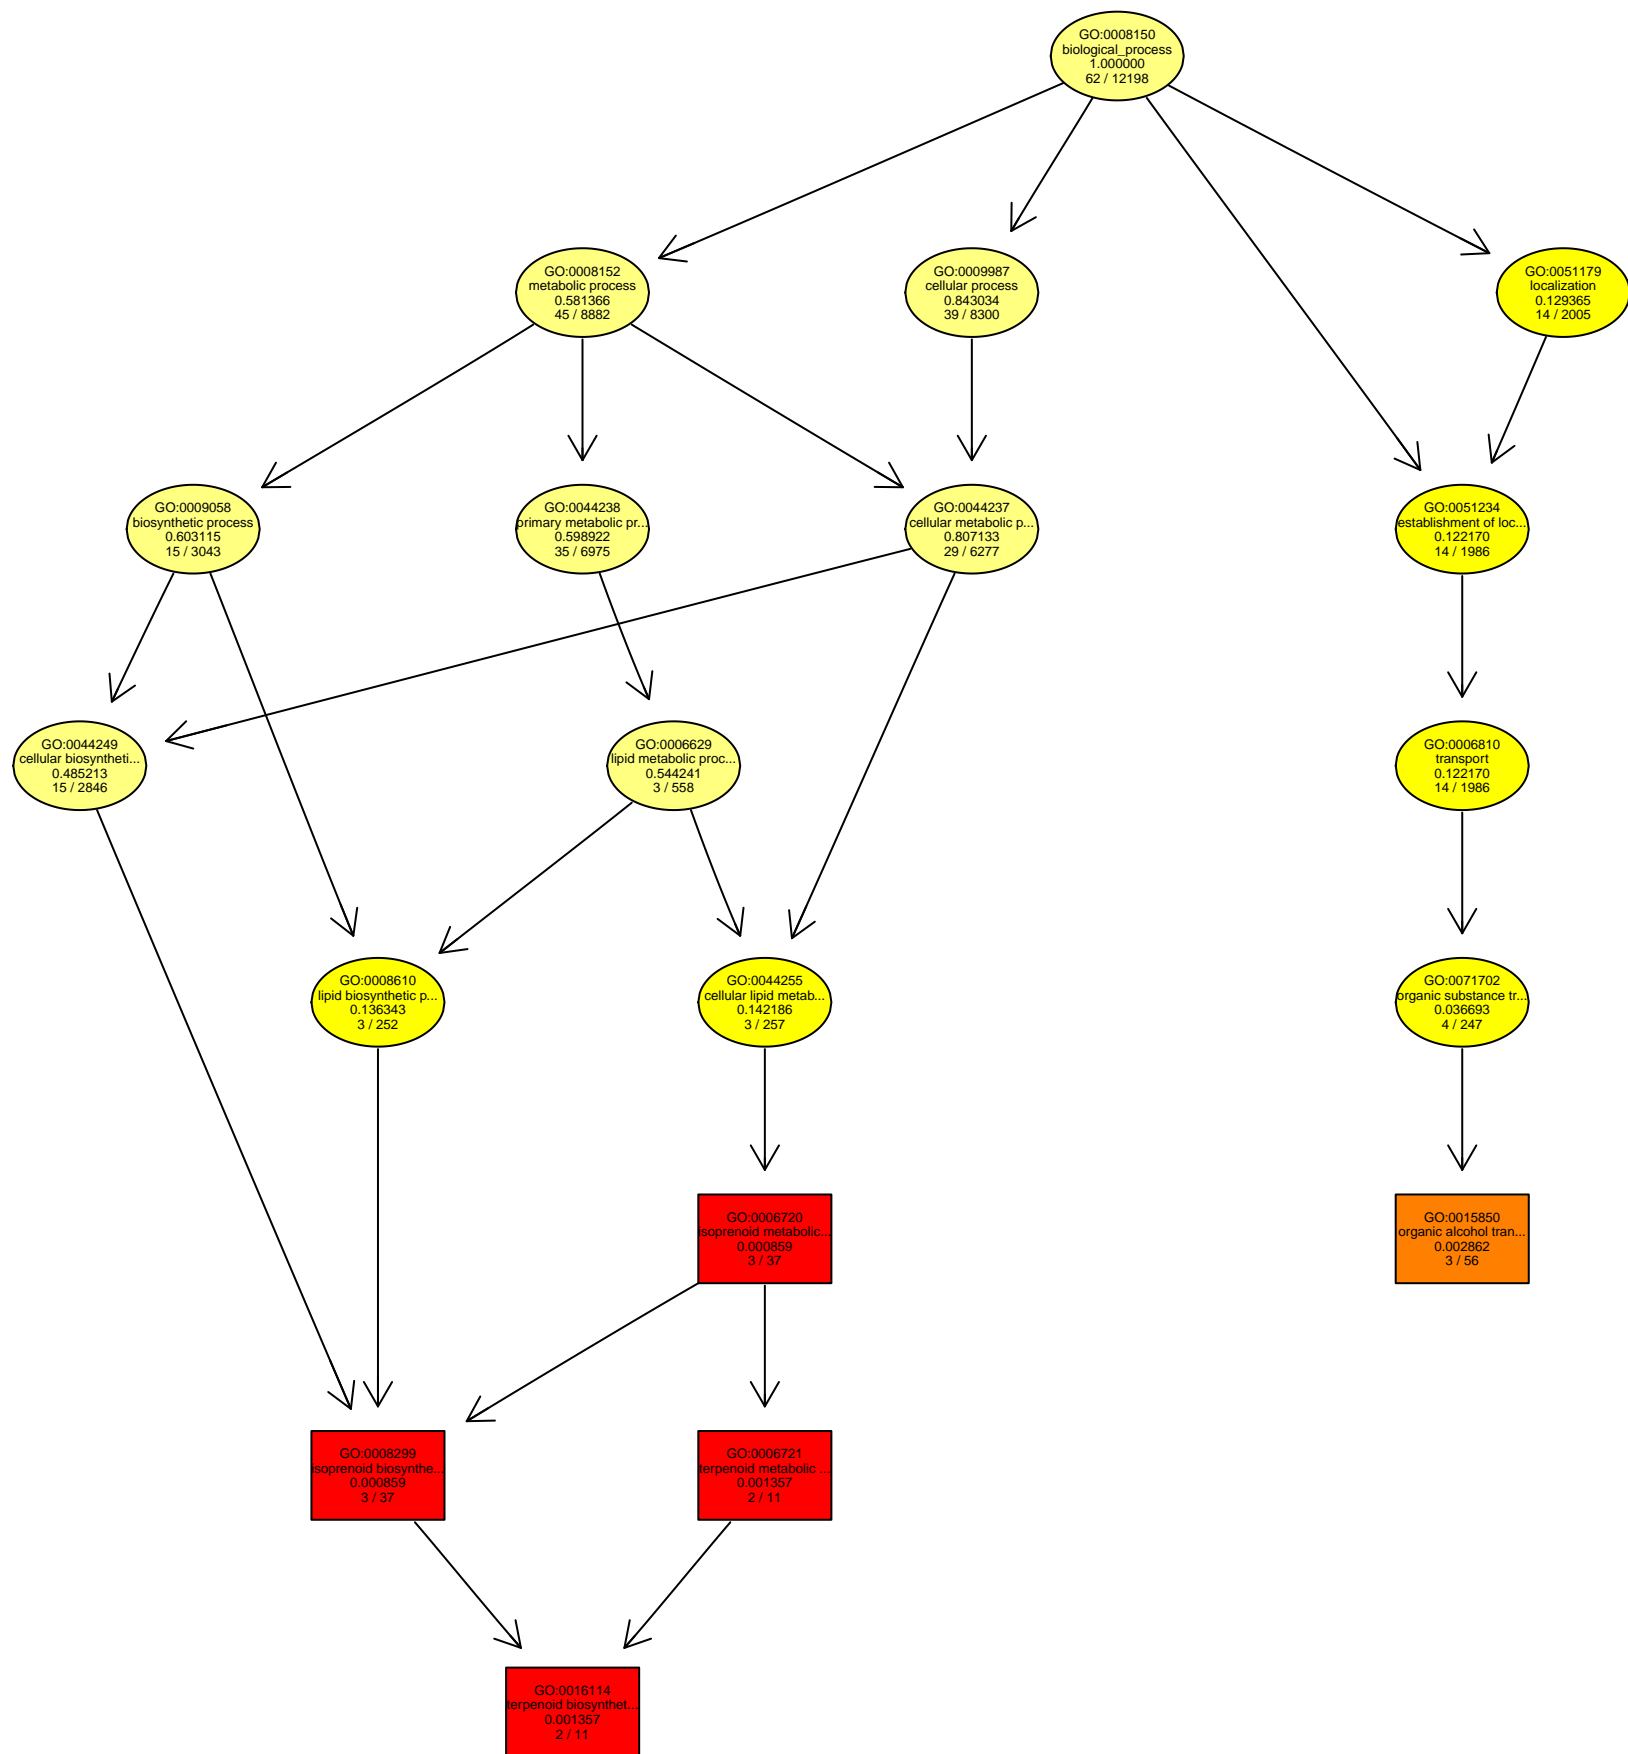 GO:0008150
biological_process
1.000000
62 / 12198
GO:0008152
metabolic process
0.581366
45 / 8882
GO:0009987
cellular process
0.843034
39 / 8300
GO:0051179
localization
0.129365
14 / 2005
GO:0009058
biosynthetic process
0.603115
15 / 3043
GO:0044238
primary metabolic pr...
0.598922
35 / 6975
GO:0044237
cellular metabolic p...
0.807133
29 / 6277
GO:0051234
establishment of loc...
0.122170
14 / 1986
GO:0044249
cellular biosyntheti...
0.485213
15 / 2846
GO:0006629
lipid metabolic proc...
0.544241
3 / 558
GO:0006810
transport
0.122170
14 / 1986
GO:0008610
lipid biosynthetic p...
0.136343
3 / 252
GO:0044255
cellular lipid metab...
0.142186
3 / 257
GO:0071702
organic substance tr...
0.036693
4 / 247
GO:0006720
isoprenoid metabolic...
0.000859
3 / 37
GO:0015850
organic alcohol tran...
0.002862
3 / 56
GO:0008299
isoprenoid biosynthe...
0.000859
3 / 37
GO:0006721
terpenoid metabolic ...
0.001357
2 / 11
GO:0016114
terpenoid biosynthet...
0.001357
2 / 11